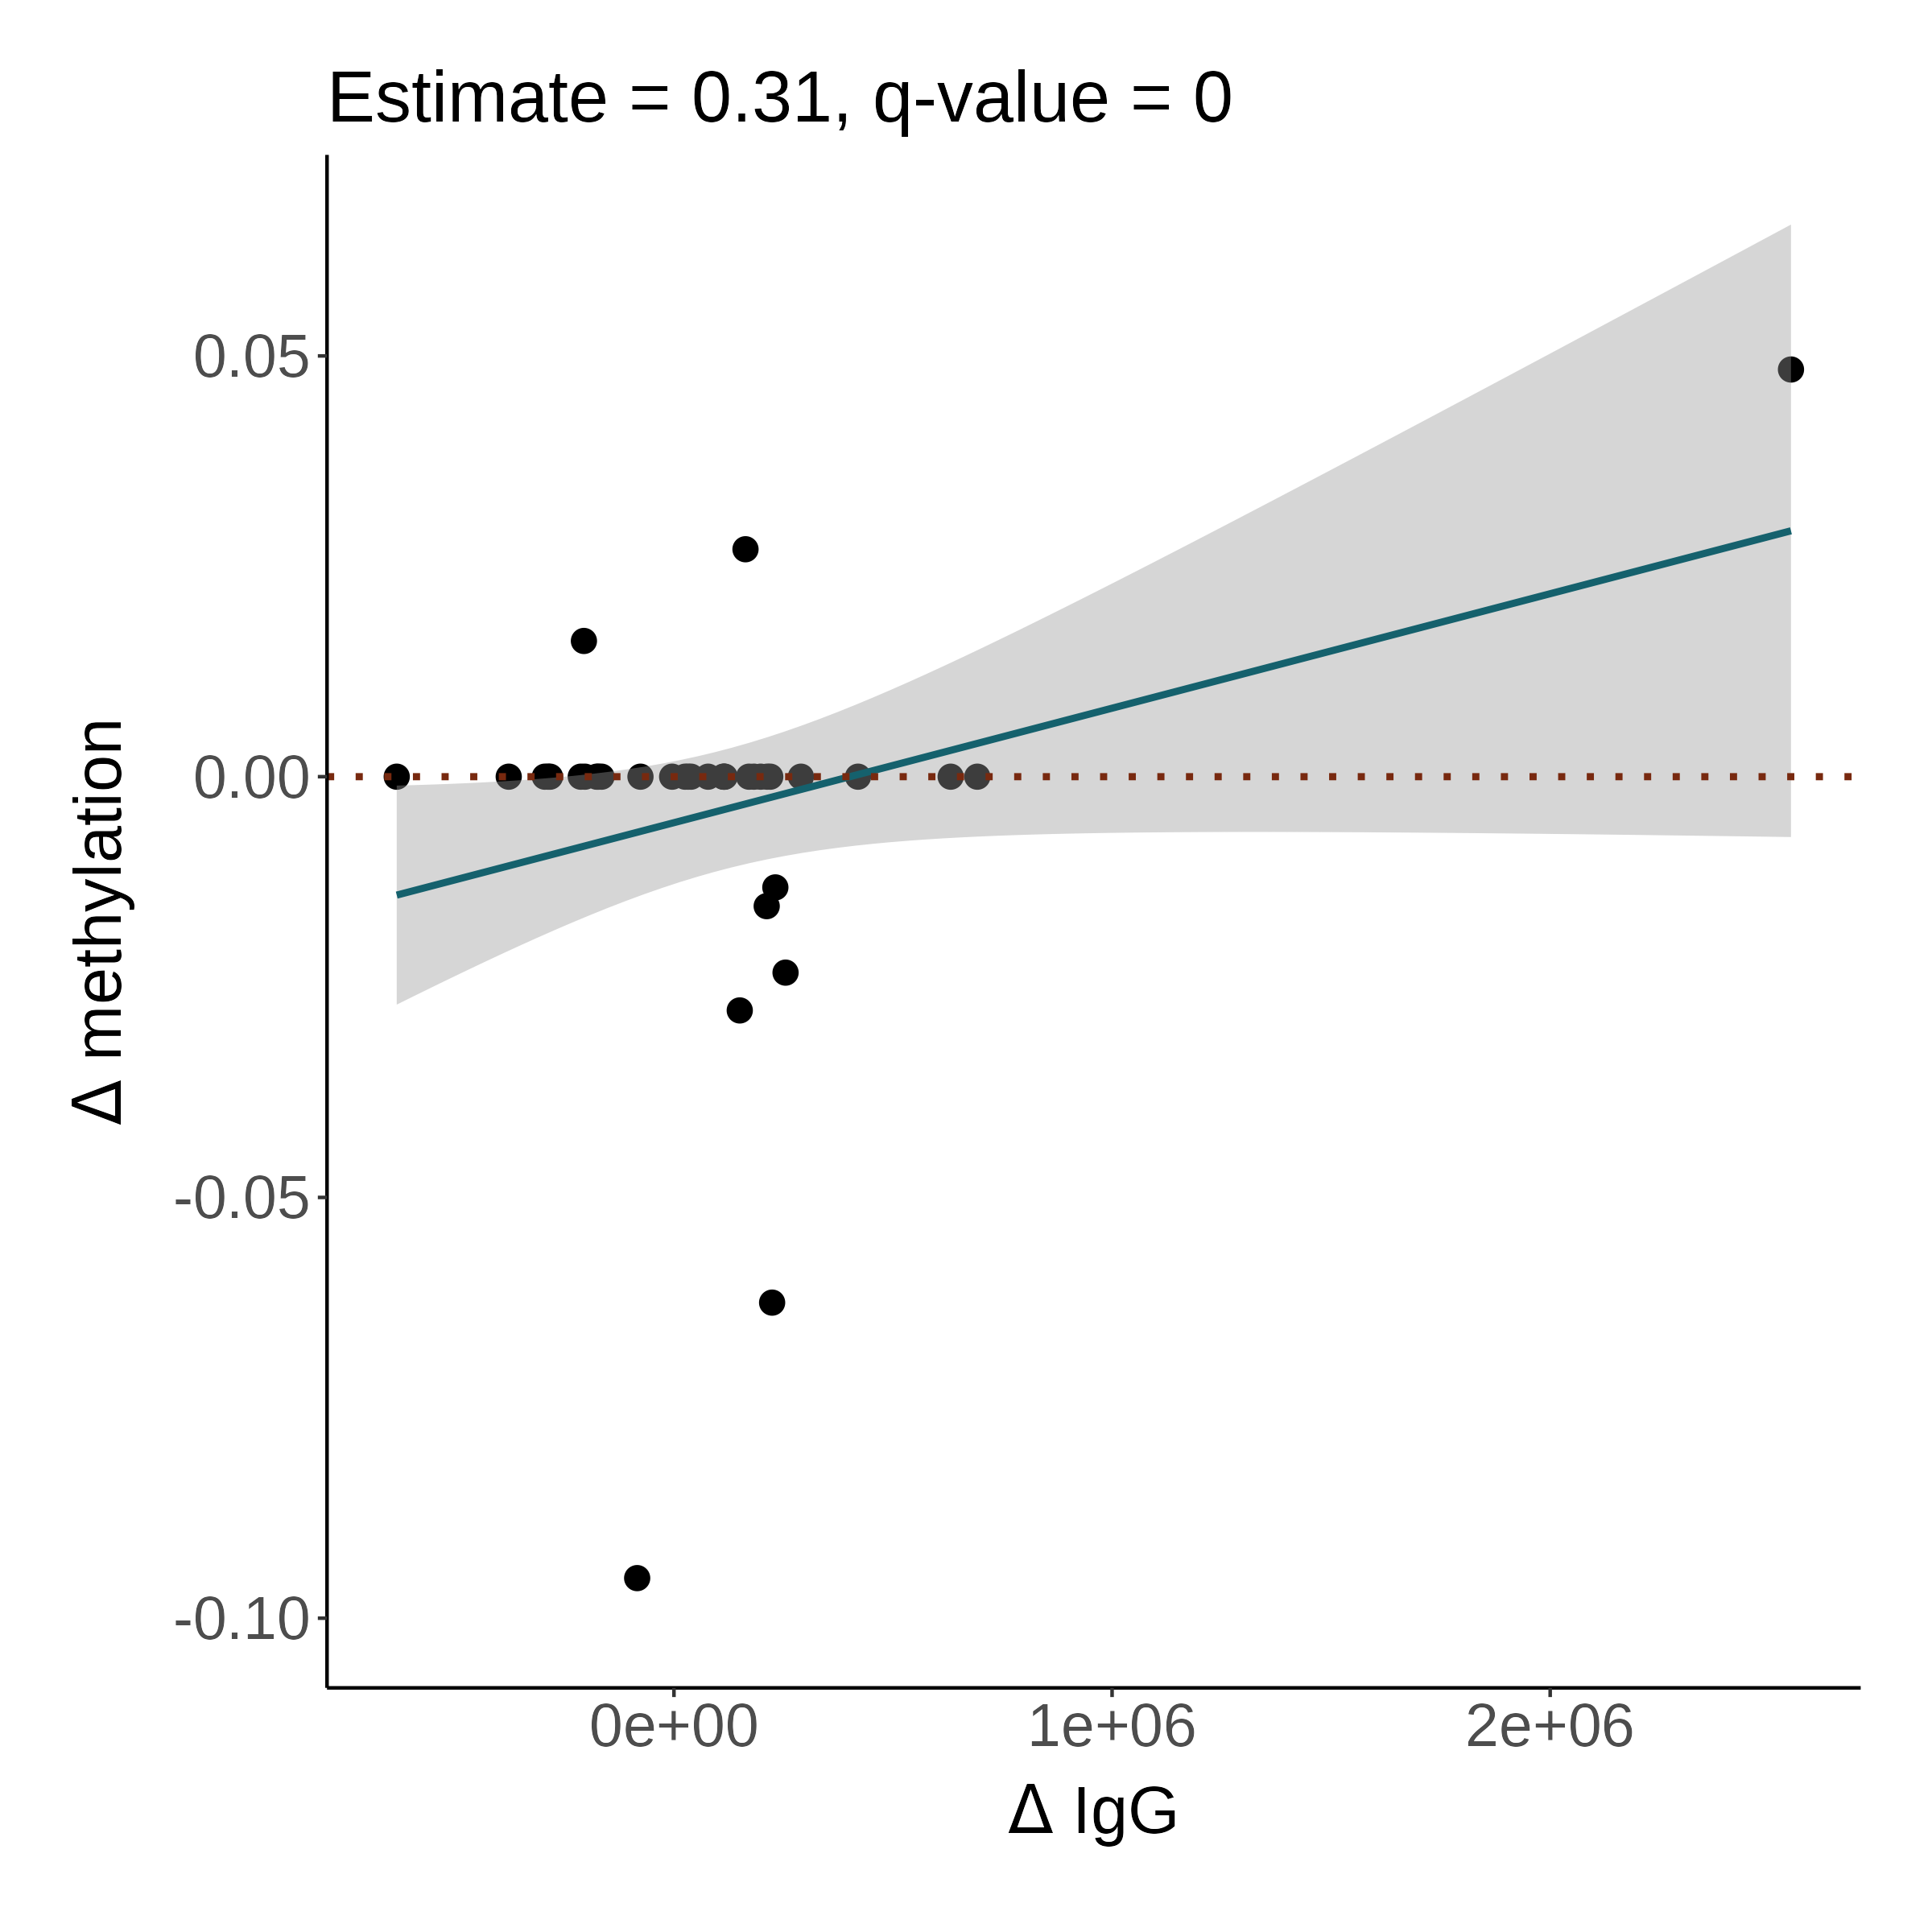 Estimate = 0.31, q-value = 0
0.05
0.00
-0.05
-0.10
Δ methylation
0e+00
1e+06
2e+06
Δ IgG